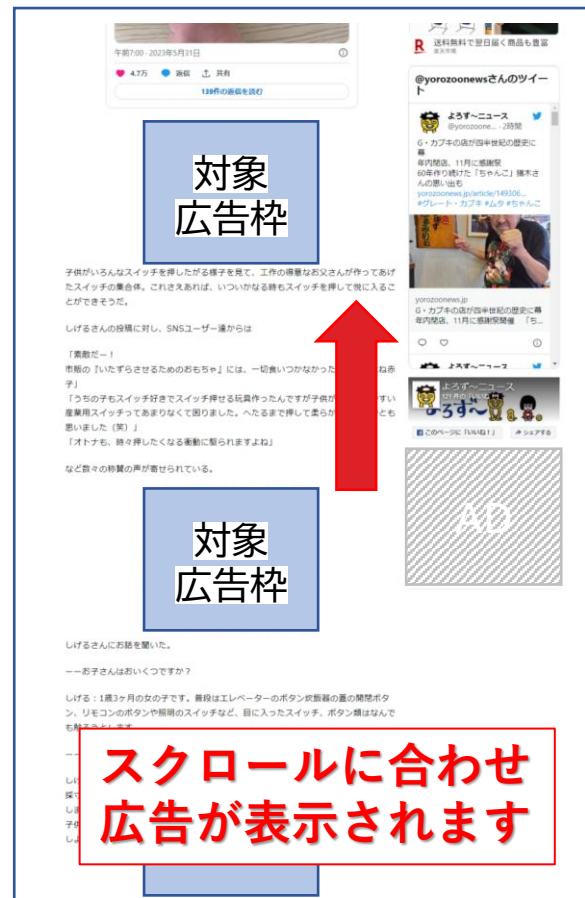 午前7:00 · 2023年5月31日
4.7万 返信 共有
139件の返信を読む
対象
広告枠
子供がいろんなスイッチを押したがる様子を見て、工作の得意なお父さんが作ってあげ
たスイッチの集合体。これさえあれば、いついかなる時もスイッチを押して悦に入るこ
とができそうだ。
しげるさんの投稿に対し、SNSユーザー達からは
「素敵だー！
市販の『いたずらさせるためのおもちゃ』には、一切食いつかなかった
ね赤
子」
「うちの子もスイッチ好きでスイッチ押せる玩具作ったんですが子供が
すい
産業用スイッチってあまりなくて困りました。へたるまで押して柔らか
とも
思いました（笑）」
「オトナも、時々押したくなる衝動に駆られますよね」
など数々の称賛の声が寄せられている。
対象
広告枠
しげるさんにお話を聞いた。
ーーお子さんはおいくつですか？
しげる：1歳3ヶ月の女の子です。普段はエレベーターのボタン炊飯器の蓋の開閉ボタ
ン、リモコンのボタンや照明のスイッチなど、目に入ったスイッチ、ボタン類はなんで
スクロールに合わせ
広告が表示されます
R 送料無料で翌日届く商品も豊富
楽天市場
@yorozoonewsさんのツイー
ト
よろず〜ニュース
@yorozoone... · 2時間
G・カブキの店が四半世紀の歴史に
幕
年内閉店、11月に感謝祭
60年作り続けた「ちゃんこ」猪木さ
んの思い出も
yorozoonews.jp/article/149306...
#グレート・カブキ #ムタ #ちゃんこ
yorozoonews.jp
G・カブキの店が四半世紀の歴史に幕
年内閉店、11月に感謝祭開催 「ち...
よろず〜ニュース
よろず〜ニュース
121件の「いいね！」
よろず〜
このページに「いいね！」 シェアする
AD